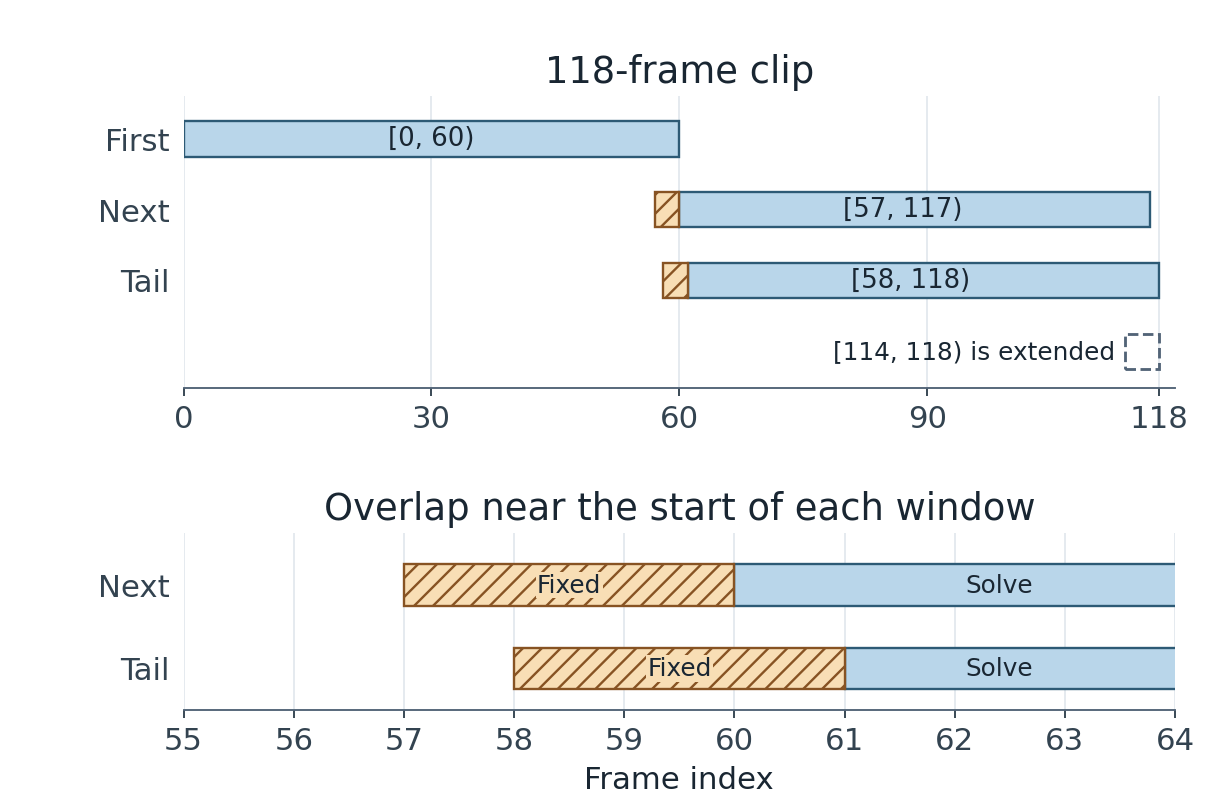 118-frame clip
First
[0, 60)
Next
[57, 117)
Tail
[58, 118)
[114, 118) is extended
0 30 60 90 118
Overlap near the start of each window
Next
Fixed
Solve
Tail
Fixed
Solve
55 56 57 58 59 60 61 62 63 64
Frame index